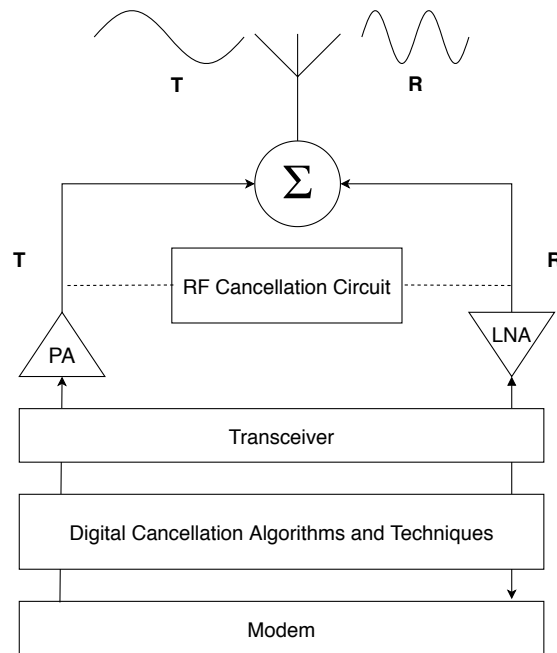 T
R
Σ
T
R
RF Cancellation Circuit
PA
LNA
Transceiver
Digital Cancellation Algorithms and Techniques
Modem